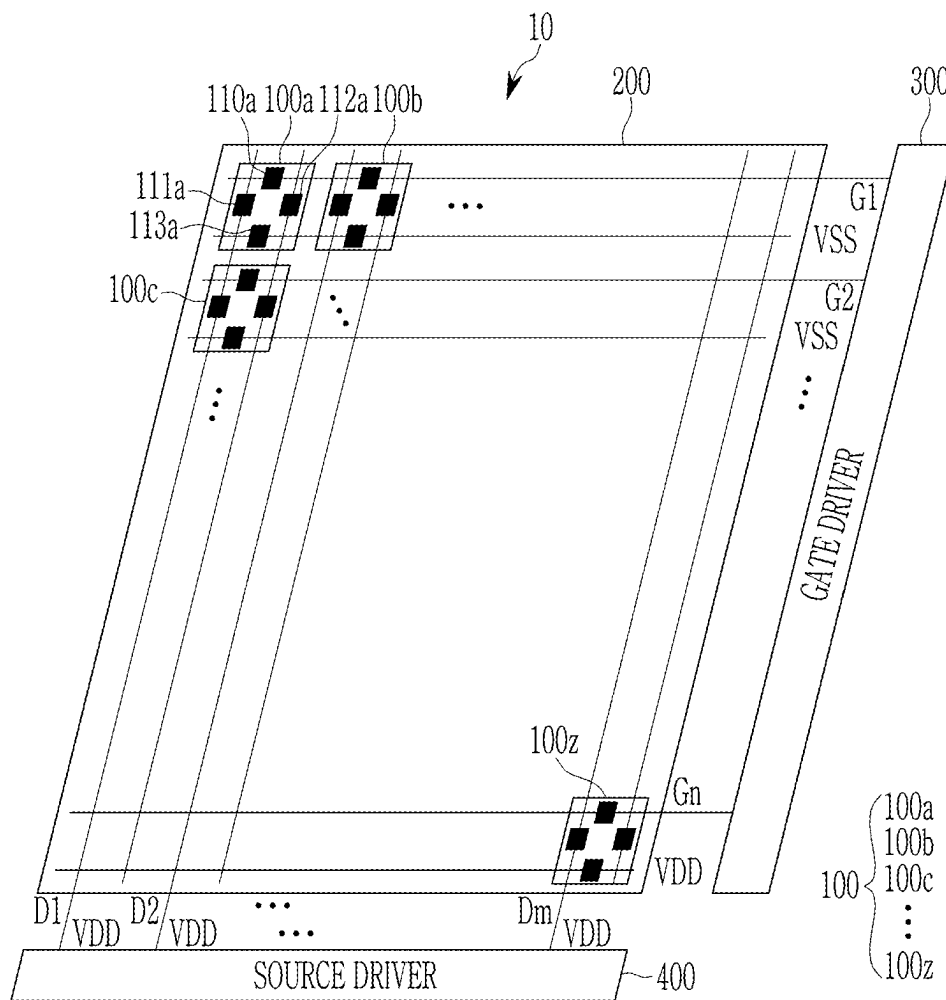 10
110a 100a 112a 100b
200
300
111a
G1
113a
VSS
100c
G2
VSS
GATE DRIVER
100z
Gn
VDD
100
100a
100b
100c
100z
D1 D2 Dm
VDD VDD VDD
SOURCE DRIVER
400